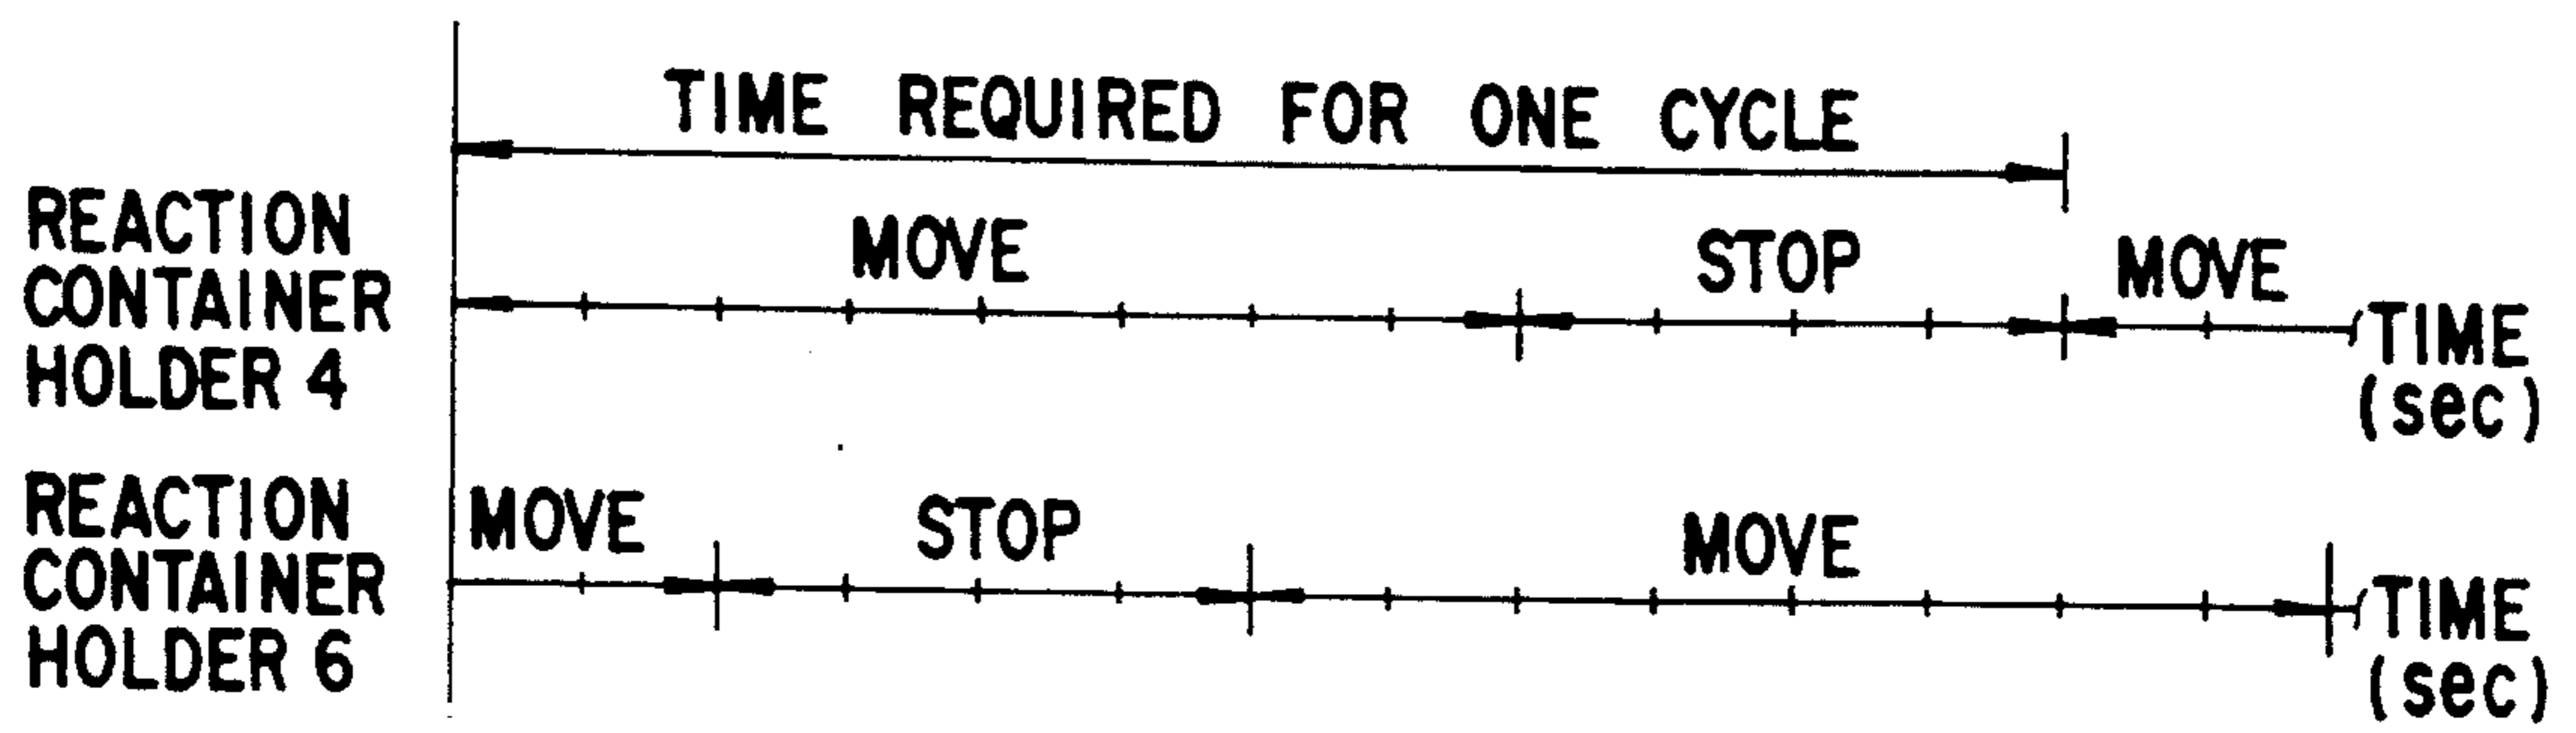 TIME REQUIRED FOR ONE CYCLE
REACTION
CONTAINER
HOLDER 4
MOVE
STOP
MOVE
TIME
(sec)
REACTION
CONTAINER
HOLDER 6
MOVE
STOP
MOVE
TIME
(sec)